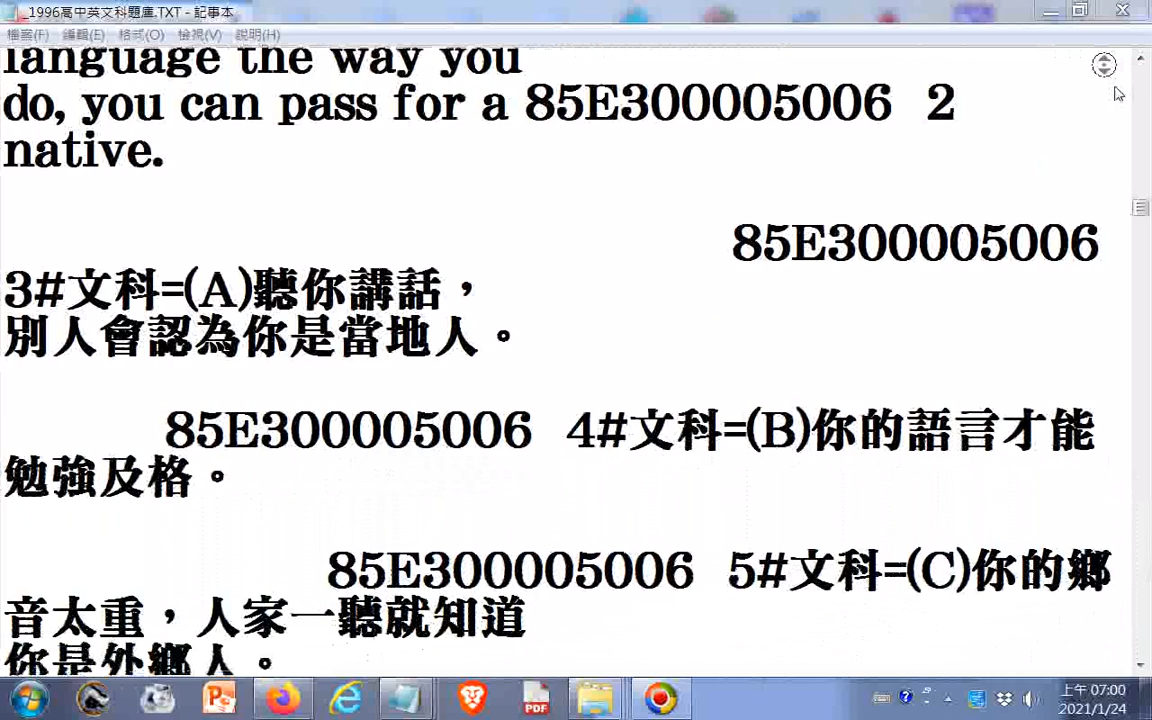 _1996高中英文科題庫.TXT - 記事本
檔案(F) 編輯(E) 格式(O) 檢視(V) 說明(H)
language the way you
do, you can pass for a 85E300005006 2
native.
85E300005006
3#文科=(A)聽你講話，
別人會認為你是當地人。
85E300005006 4#文科=(B)你的語言才能
勉強及格。
85E300005006 5#文科=(C)你的鄉
音太重，人家一聽就知道
你是外鄉人。
PDF
上午 07:00
2021/1/24